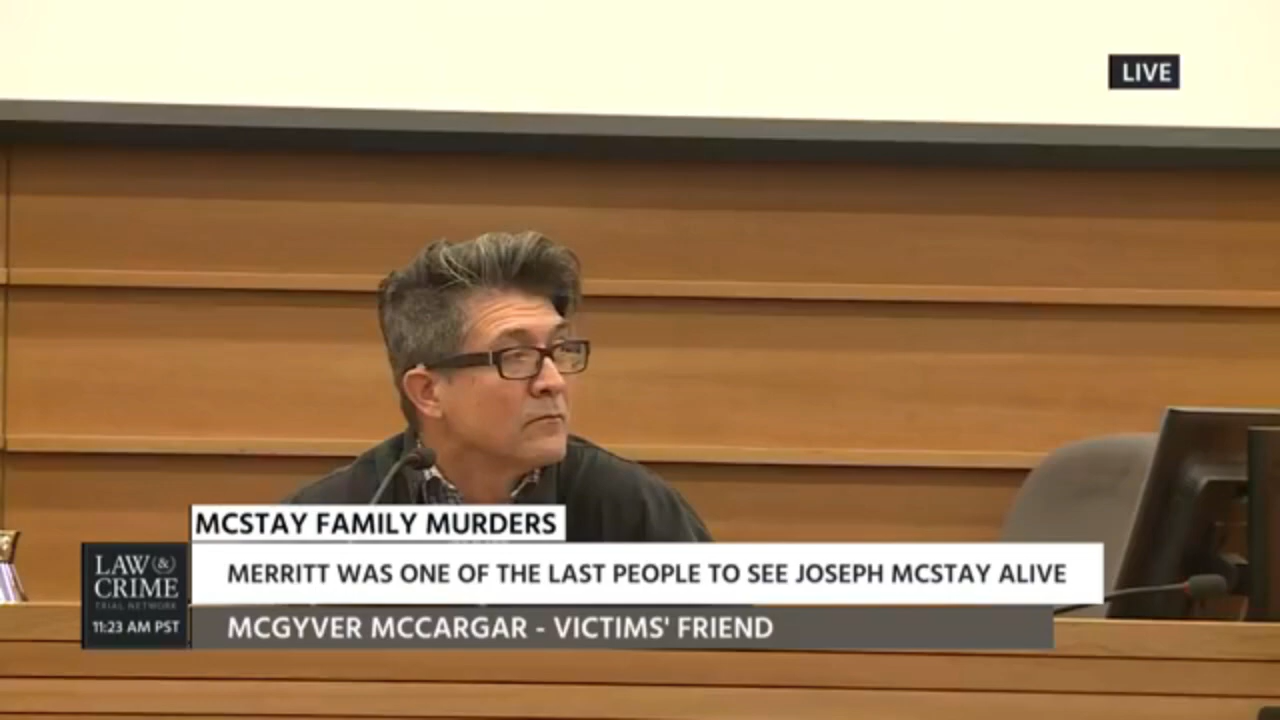 LIVE
MCSTAY FAMILY MURDERS
LAW &
CRIME
TRIAL NETWORK
11:23 AM PST
MERRITT WAS ONE OF THE LAST PEOPLE TO SEE JOSEPH MCSTAY ALIVE
MCGYVER MCCARGAR - VICTIMS' FRIEND